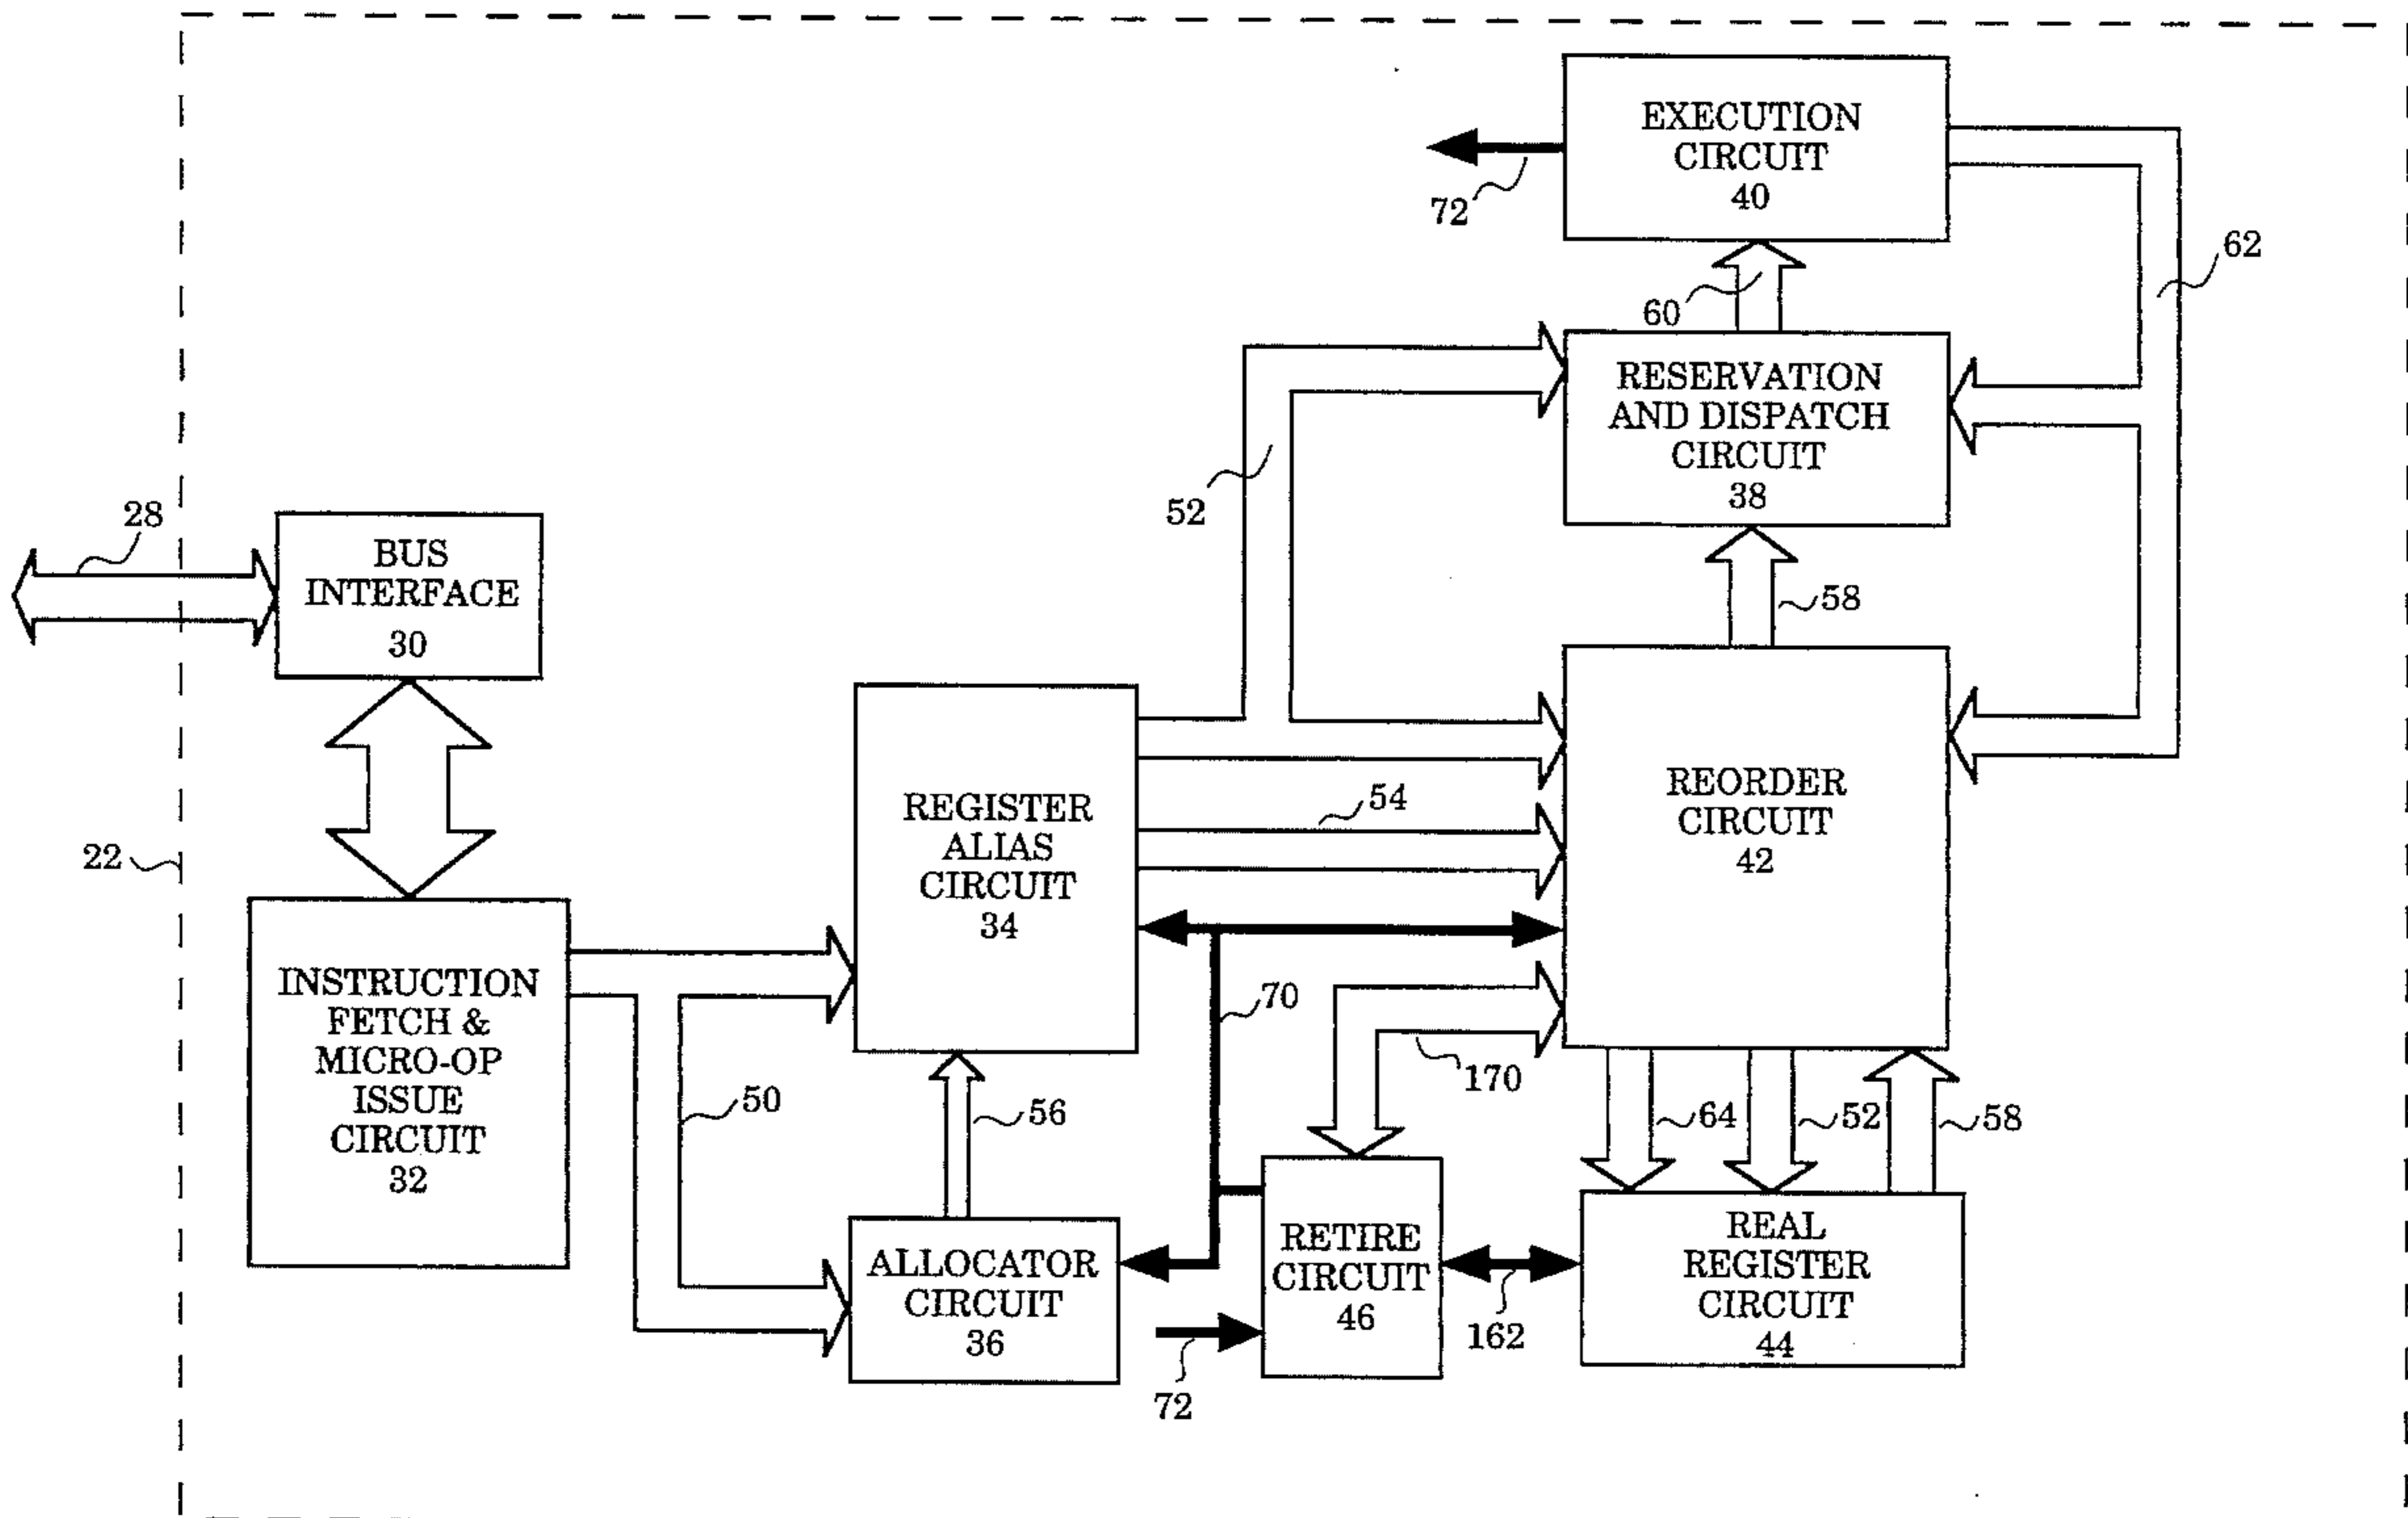 EXECUTION
CIRCUIT
40
72
62
60
RESERVATION
AND DISPATCH
CIRCUIT
38
52
28
BUS
INTERFACE
30
58
REGISTER
ALIAS
CIRCUIT
34
54
REORDER
CIRCUIT
42
22
INSTRUCTION
FETCH &
MICRO-OP
ISSUE
CIRCUIT
32
70
170
50
56
64
52
58
ALLOCATOR
CIRCUIT
36
RETIRE
CIRCUIT
46
162
REAL
REGISTER
CIRCUIT
44
72